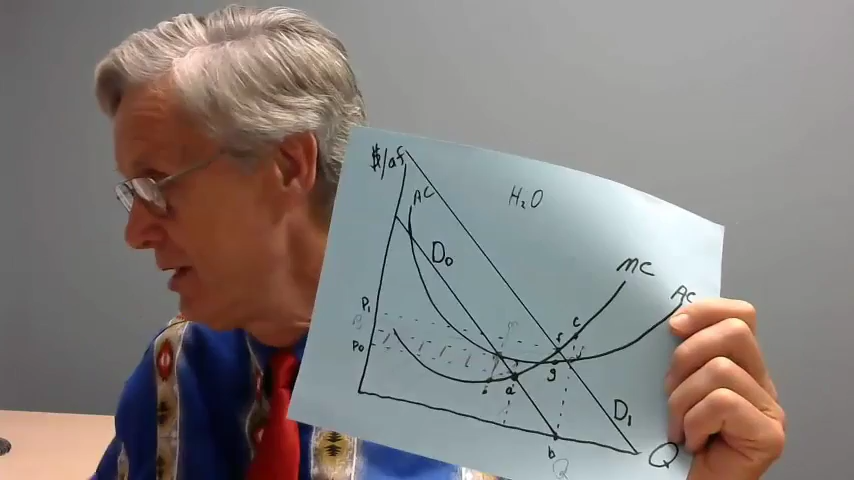 $/af
H₂O
AC
D₀
MC
AC
P₁
B
P₀
f
c
g
a
D₁
b
Q
Q